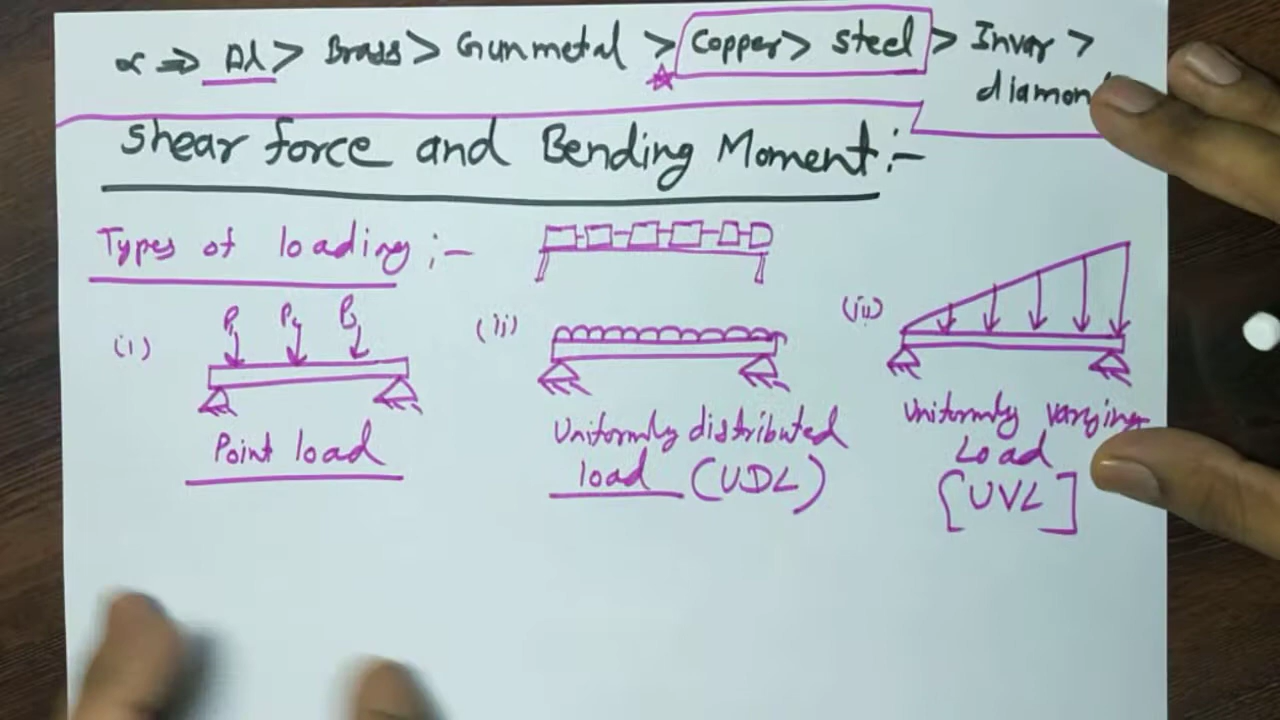 α ⇒ Al > Brass > Gunmetal > Copper > steel > Invar >
diamon
Shear force and Bending Moment:-
Types of loading :-
(i) P₁ P₂ P₃
Point load
(ii)
Uniformly distributed
load (UDL)
(iii)
Uniformly varying
Load
[UVL]